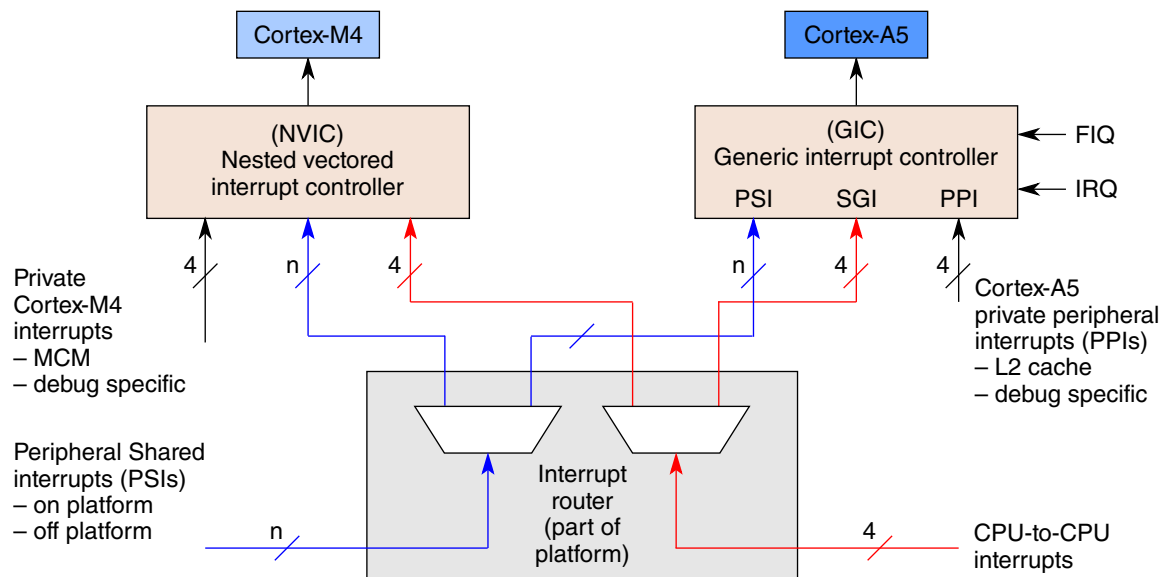 Cortex-M4
Cortex-A5
(NVIC)
Nested vectored
interrupt controller
(GIC)
Generic interrupt controller
PSI SGI PPI
FIQ
IRQ
4 n 4
n 4 4
Private
Cortex-M4
interrupts
– MCM
– debug specific
Cortex-A5
private peripheral
interrupts (PPIs)
– L2 cache
– debug specific
Peripheral Shared
interrupts (PSIs)
– on platform
– off platform
n
Interrupt
router
(part of
platform)
4
CPU-to-CPU
interrupts